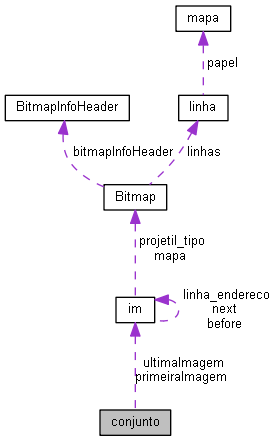 mapa
papel
BitmapInfoHeader
linha
bitmapInfoHeader
linhas
Bitmap
projetil_tipo
mapa
im
linha_endereco
next
before
ultimaImagem
primeiraImagem
conjunto